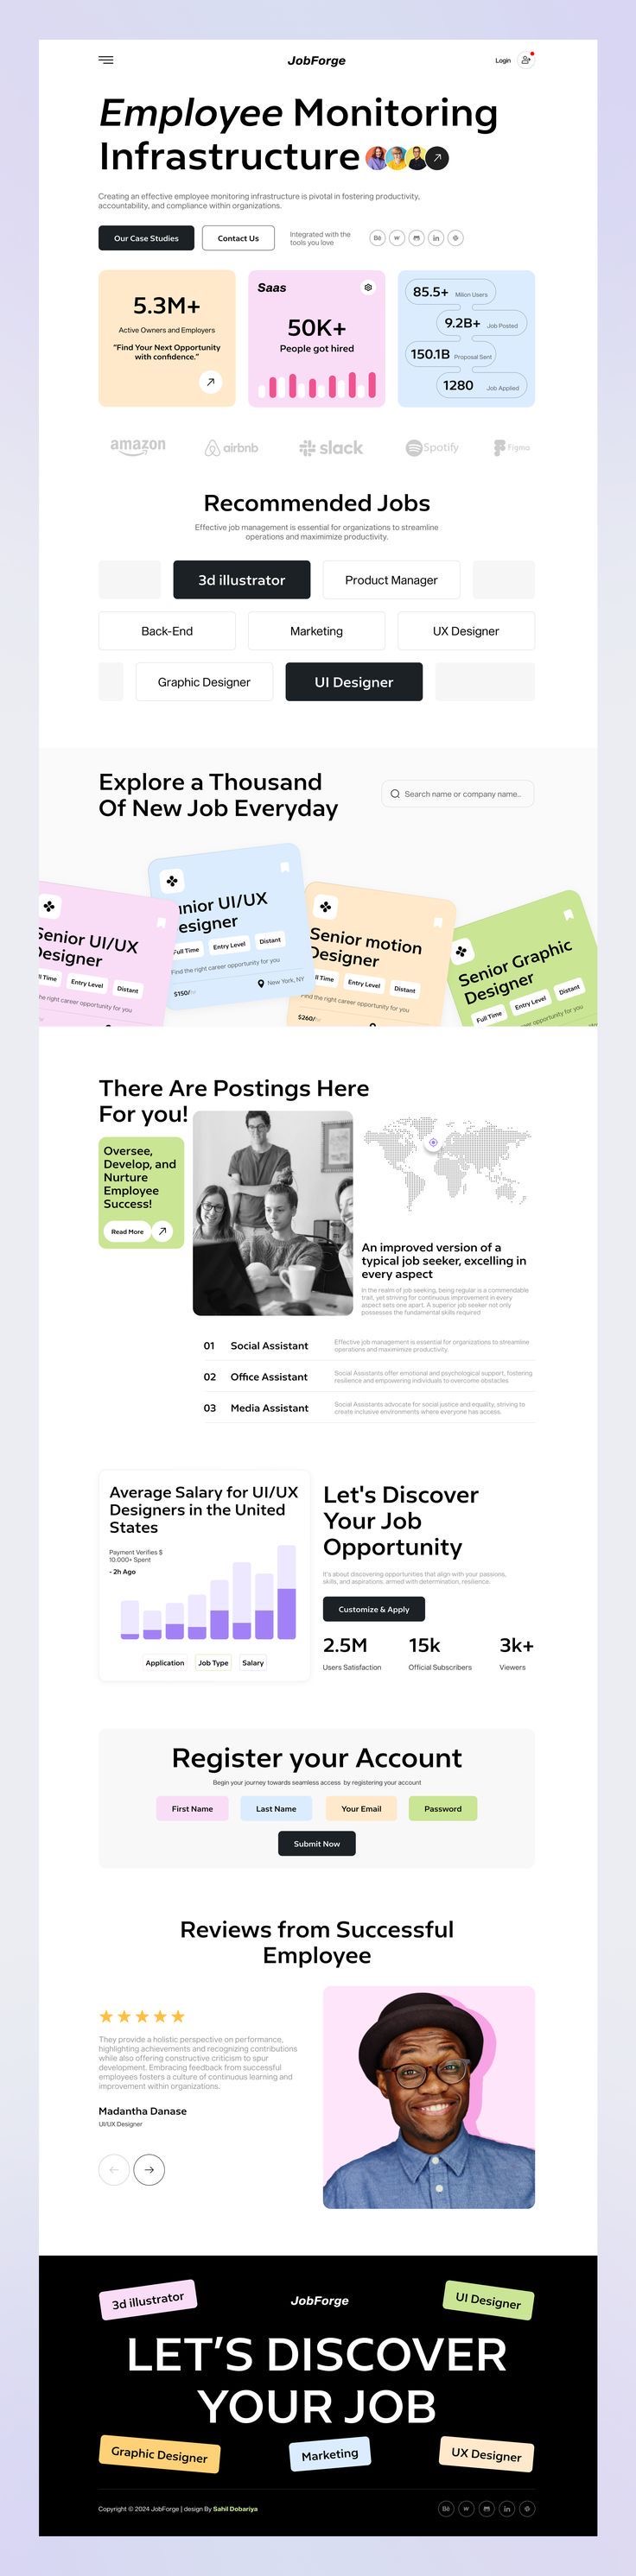 JobForge
Login
Employee Monitoring
Infrastructure
Creating an effective employee monitoring infrastructure is pivotal in fostering productivity,
accountability, and compliance within organizations.
Our Case Studies
Contact Us
Integrated with the
tools you love
Bē
W
M
in
5.3M+
Active Owners and Employers
“Find Your Next Opportunity
with confidence.”
Saas
50K+
People got hired
85.5+ Milion Users
9.2B+ Job Posted
150.1B Proposal Sent
1280 Job Applied
amazon
airbnb
slack
Spotify
Figma
Recommended Jobs
Effective job management is essential for organizations to streamline
operations and maximimize productivity.
3d illustrator
Product Manager
Back-End
Marketing
UX Designer
Graphic Designer
UI Designer
Explore a Thousand
Of New Job Everyday
Search name or company name..
Senior UI/UX
Designer
ll Time
Entry Level
Distant
he right career opportunity for you
unior UI/UX
esigner
Full Time
Entry Level
Distant
Find the right career opportunity for you
$150/
New York, NY
Senior motion
Designer
ll Time
Entry Level
Distant
Find the right career opportunity for you
$260/
Senior Graphic
Designer
Full Time
Entry Level
Distant
Find the right career opportunity for you
There Are Postings Here
For you!
Oversee,
Develop, and
Nurture
Employee
Success!
Read More
An improved version of a
typical job seeker, excelling in
every aspect
In the realm of job seeking, being regular is a commendable
trait, yet striving for continuous improvement in every
aspect sets one apart. A superior job seeker not only
possesses the fundamental skills required
01 Social Assistant
Effective job management is essential for organizations to streamline
operations and maximimize productivity.
02 Office Assistant
Social Assistants offer emotional and psychological support, fostering
resilience and empowering individuals to overcome obstacles
03 Media Assistant
Social Assistants advocate for social justice and equality, striving to
create inclusive environments where everyone has access.
Average Salary for UI/UX
Designers in the United
States
Payment Verifies $
10.000+ Spent
- 2h Ago
Application
Job Type
Salary
Let's Discover
Your Job
Opportunity
It's about discovering opportunities that align with your passions,
skills, and aspirations. armed with determination, resilience.
Customize & Apply
2.5M
15k
3k+
Users Satisfaction
Official Subscribers
Viewers
Register your Account
Begin your journey towards seamless access by registering your account
First Name
Last Name
Your Email
Password
Submit Now
Reviews from Successful
Employee
They provide a holistic perspective on performance,
highlighting achievements and recognizing contributions
while also offering constructive criticism to spur
development. Embracing feedback from successful
employees fosters a culture of continuous learning and
improvement within organizations.
Madantha Danase
UI/UX Designer
3d illustrator
JobForge
UI Designer
LET’S DISCOVER
YOUR JOB
Graphic Designer
Marketing
UX Designer
Copyright © 2024 JobForge | design By Sahil Dobariya
Bē
W
M
in